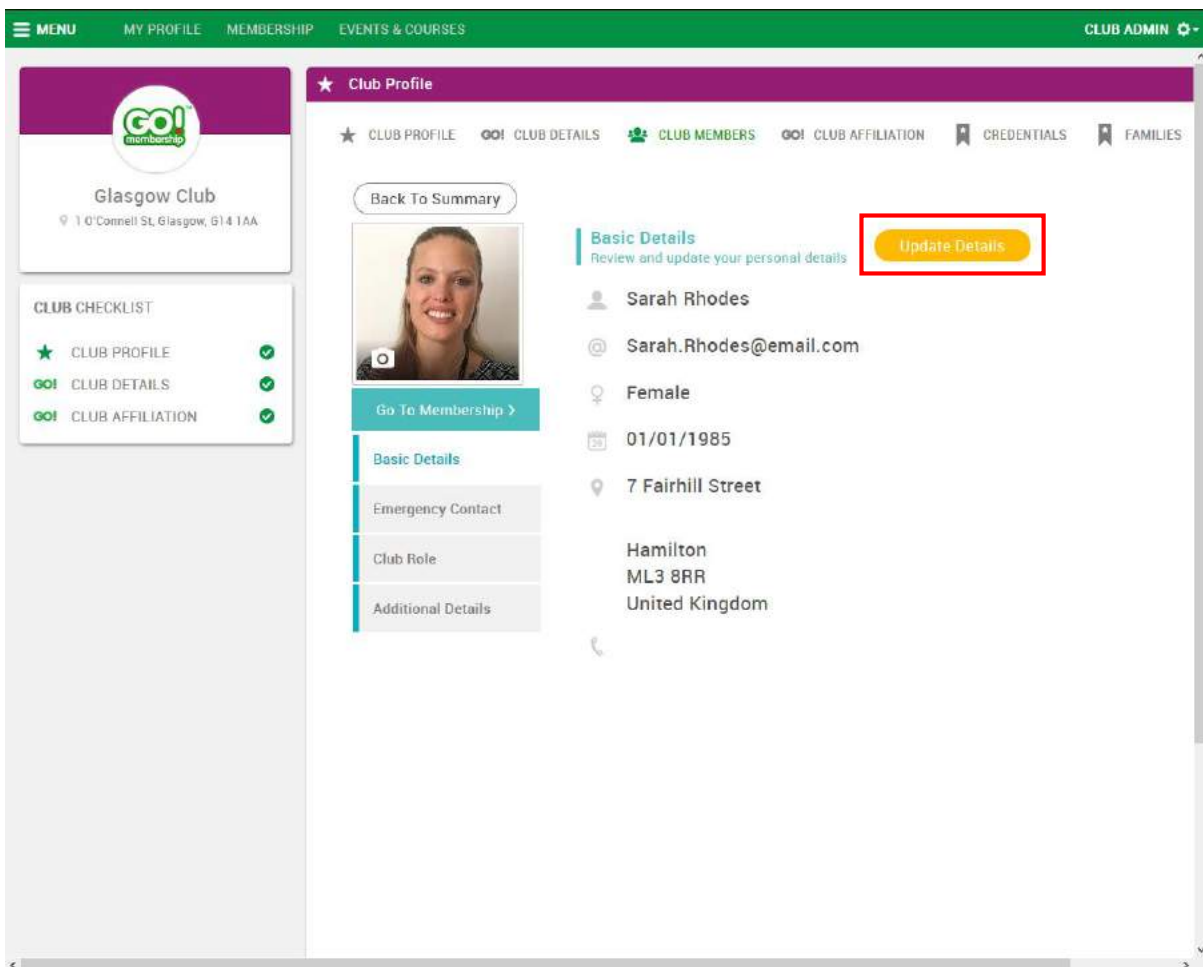 MENU MY PROFILE MEMBERSHIP EVENTS & COURSES CLUB ADMIN
GO!™
membership
Glasgow Club
1 O'Connell St, Glasgow, G14 1AA
CLUB CHECKLIST
CLUB PROFILE
GO! CLUB DETAILS
GO! CLUB AFFILIATION
Club Profile
CLUB PROFILE GO! CLUB DETAILS CLUB MEMBERS GO! CLUB AFFILIATION CREDENTIALS FAMILIES
Back To Summary
Go To Membership >
Basic Details
Emergency Contact
Club Role
Additional Details
Basic Details
Review and update your personal details
Update Details
Sarah Rhodes
@ Sarah.Rhodes@email.com
Female
01/01/1985
7 Fairhill Street
Hamilton
ML3 8RR
United Kingdom